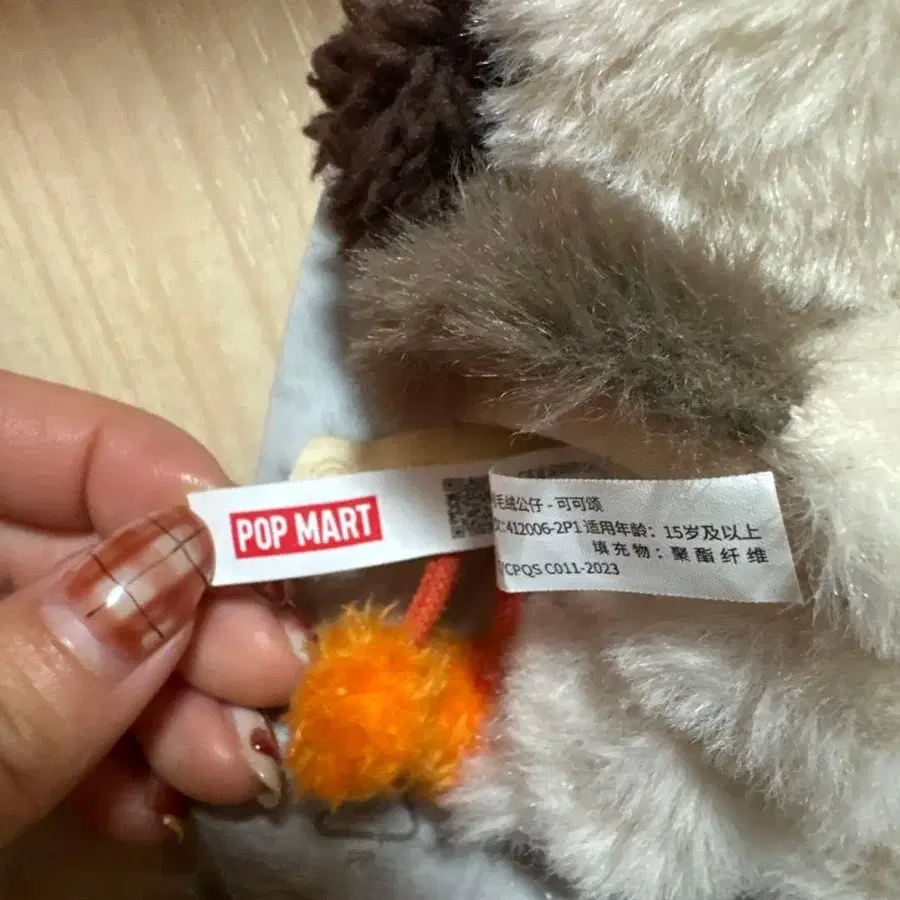 POP MART
毛绒公仔 - 可可颂
:412006-2P1 适用年龄：15岁及以上
填充物：聚酯纤维
CPQS C011-2023